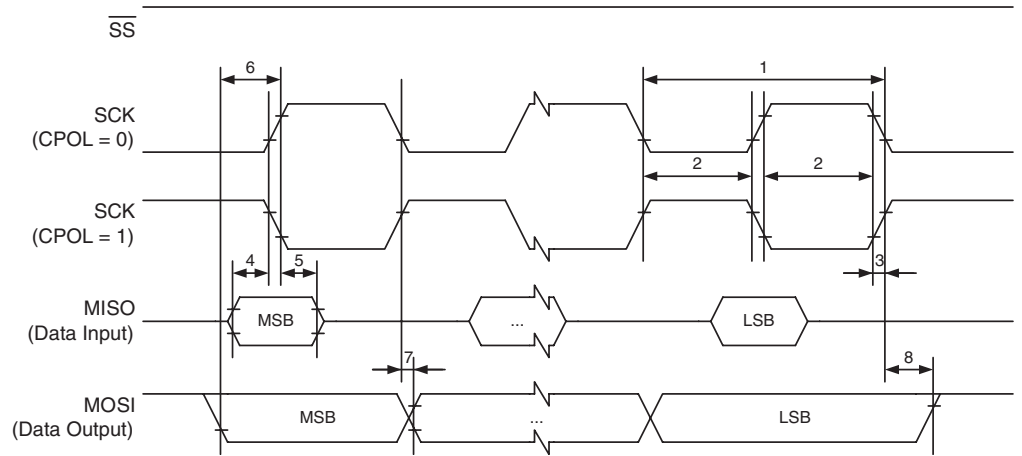 SS
6
1
SCK
(CPOL = 0)
2
2
SCK
(CPOL = 1)
4
5
3
MISO
(Data Input)
MSB
...
LSB
7
8
MOSI
(Data Output)
MSB
...
LSB